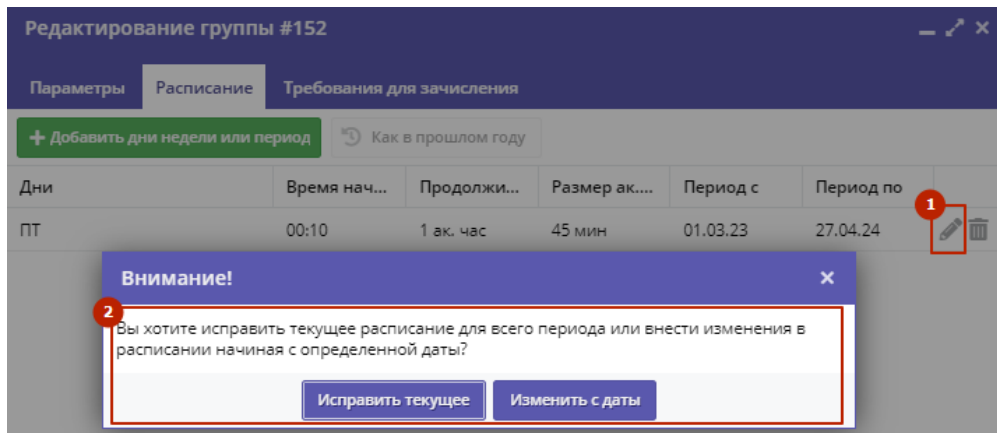 Редактирование группы #152
Параметры Расписание Требования для зачисления
+ Добавить дни недели или период Как в прошлом году
Дни Время нач... Продолжи... Размер ак.... Период с Период по
1
ПТ 00:10 1 ак. час 45 мин 01.03.23 27.04.24
Внимание!
2
Вы хотите исправить текущее расписание для всего периода или внести изменения в
расписании начиная с определенной даты?
Исправить текущее Изменить с даты